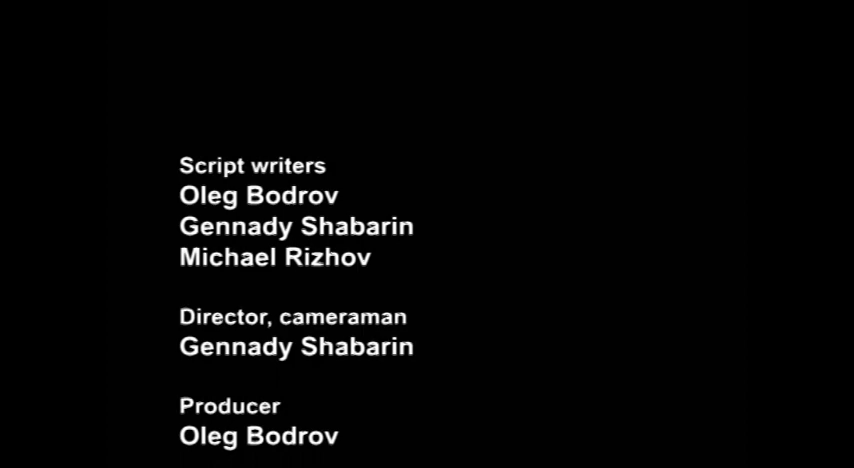 Script writers
Oleg Bodrov
Gennady Shabarin
Michael Rizhov
Director, cameraman
Gennady Shabarin
Producer
Oleg Bodrov